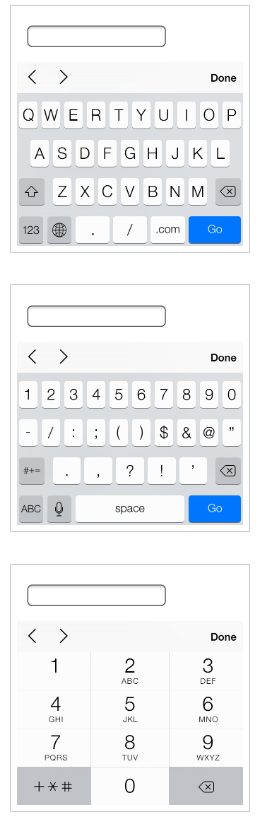 Done
Q W E R T Y U I O P
A S D F G H J K L
Z X C V B N M
123 . / .com Go
Done
1 2 3 4 5 6 7 8 9 0
- / : ; ( ) $ & @ ”
#+= . , ? ! ’
ABC space Go
Done
1 2 3
ABC DEF
4 5 6
GHI JKL MNO
7 8 9
PQRS TUV WXYZ
+*# 0